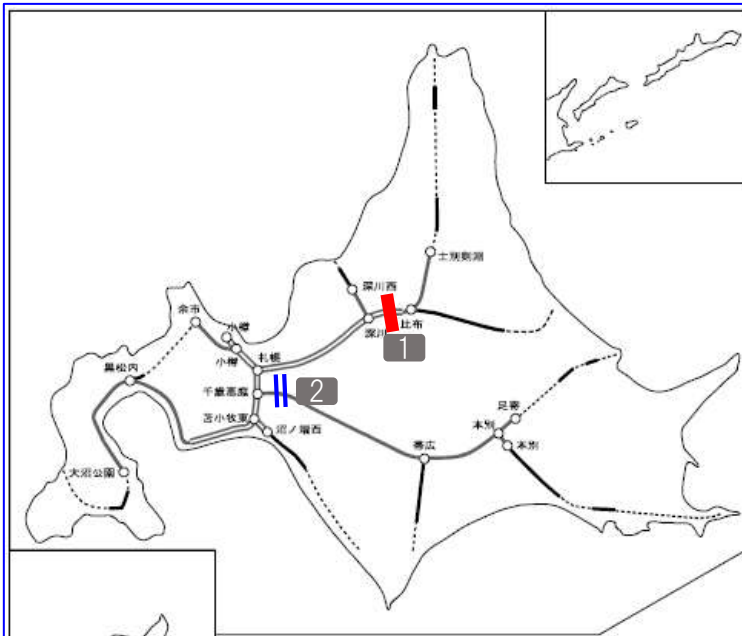 士別剣淵
深川西
余市
小樽
深川
比布
1
小樽
札幌
黒松内
千歳恵庭
2
足寄
苫小牧東
本別
沼ノ端西
本別
大沼公園
帯広